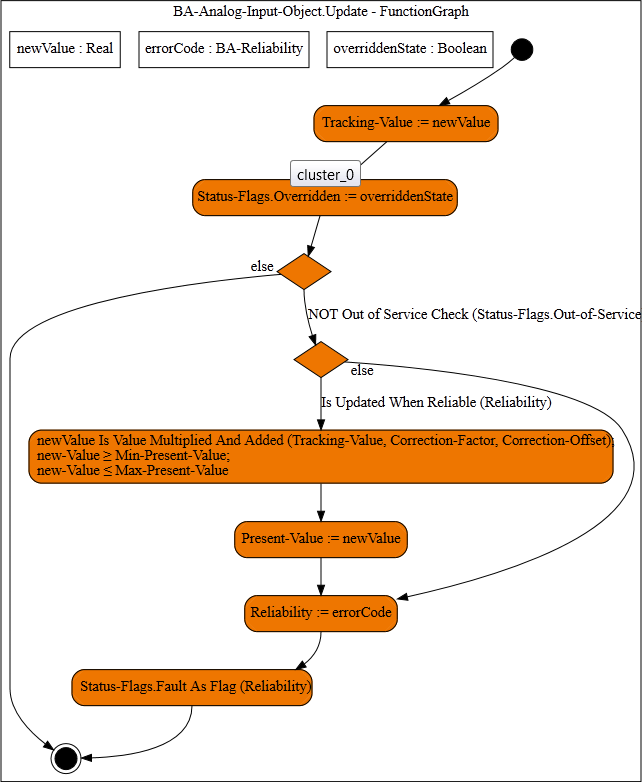 BA-Analog-Input-Object.Update - FunctionGraph
newValue : Real
errorCode : BA-Reliability
overriddenState : Boolean
Tracking-Value := newValue
cluster_0
Status-Flags.Overridden := overriddenState
else
NOT Out of Service Check (Status-Flags.Out-of-Service
else
Is Updated When Reliable (Reliability)
newValue Is Value Multiplied And Added (Tracking-Value, Correction-Factor, Correction-Offset);
new-Value ≥ Min-Present-Value;
new-Value ≤ Max-Present-Value
Present-Value := newValue
Reliability := errorCode
Status-Flags.Fault As Flag (Reliability)